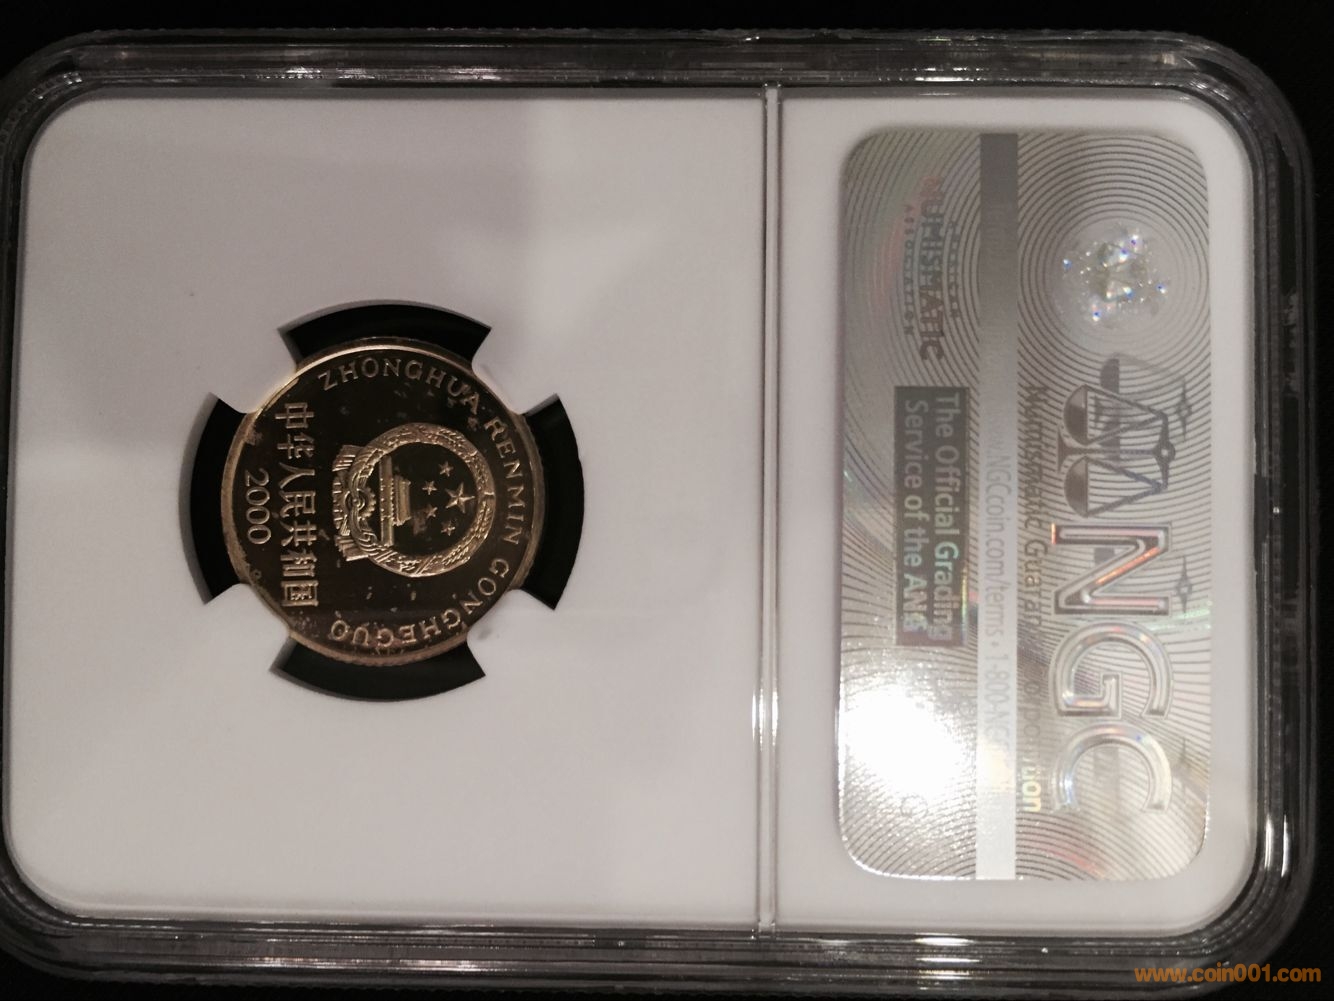 ZHONGHUA RENMIN GONGHEGUO
中华人民共和国
2000
NGC
Numismatic Guaranty Corporation
NGCcoin.com/terms • 1-800-NGC
NUMISMATIC
ASSOCIATION
The Official Grading
Service of the ANA
www.coin001.com